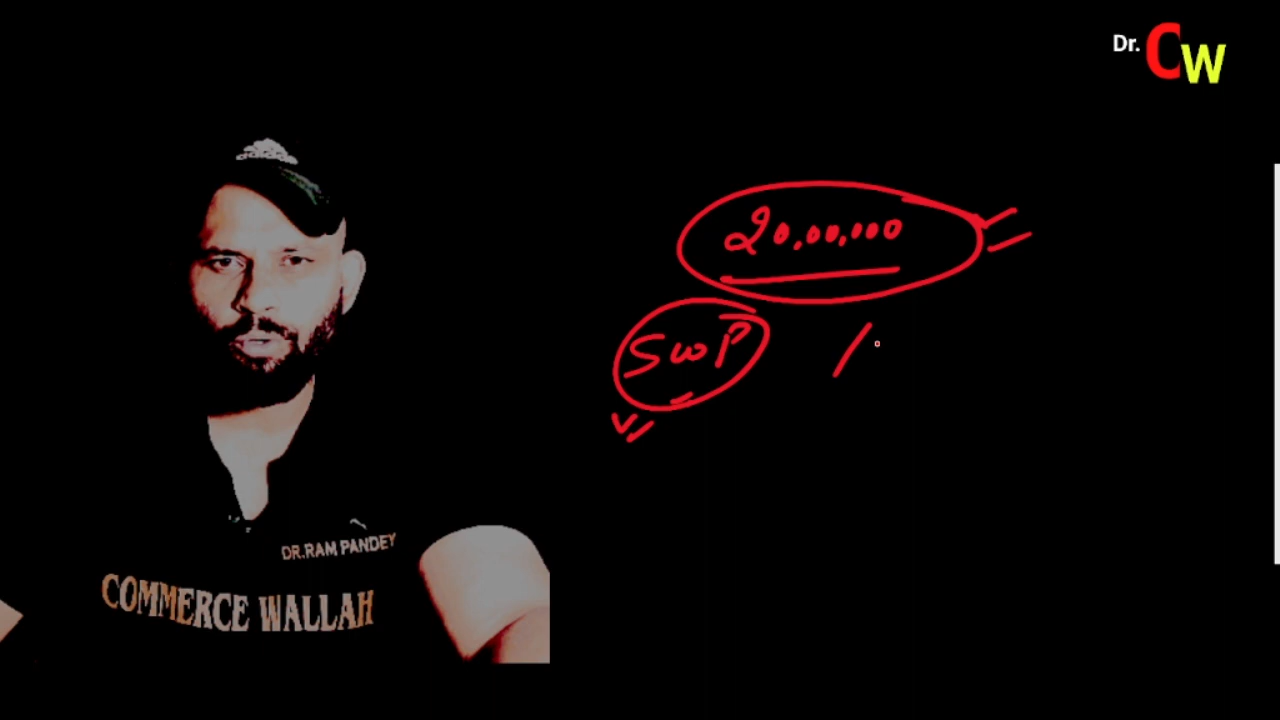 Dr. CW
20,00,000
SWP
DR.RAM PANDEY
COMMERCE WALLAH